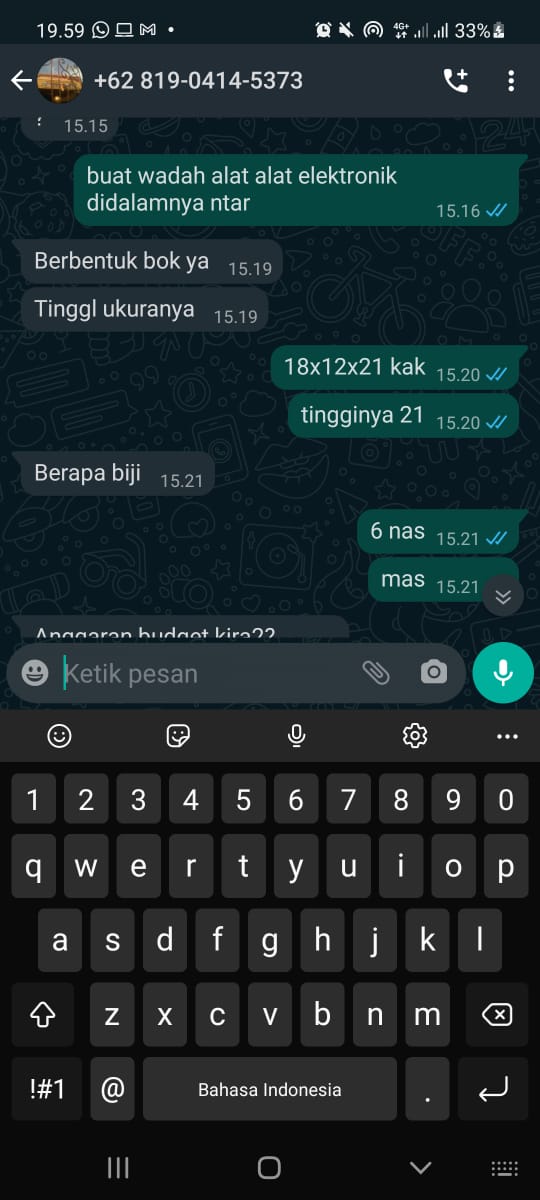 19.59
4G+
33%
+62 819-0414-5373
? 15.15
buat wadah alat alat elektronik
didalamnya ntar 15.16
Berbentuk bok ya 15.19
Tinggl ukuranya 15.19
18x12x21 kak 15.20
tingginya 21 15.20
Berapa biji 15.21
6 nas 15.21
mas 15.21
Anggaran budget kira??
Ketik pesan
1 2 3 4 5 6 7 8 9 0
q w e r t y u i o p
a s d f g h j k l
z x c v b n m
!#1 @ Bahasa Indonesia .